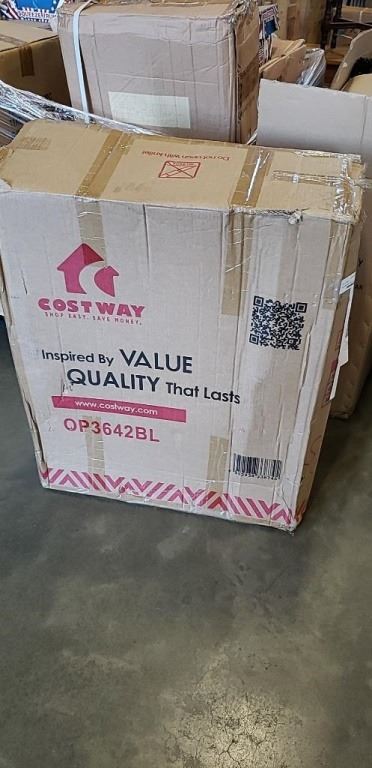 Do not unseal with knife!
COSTWAY
SHOP EASY. SAVE MONEY.
Inspired By VALUE
QUALITY That Lasts
www.costway.com
OP3642BL